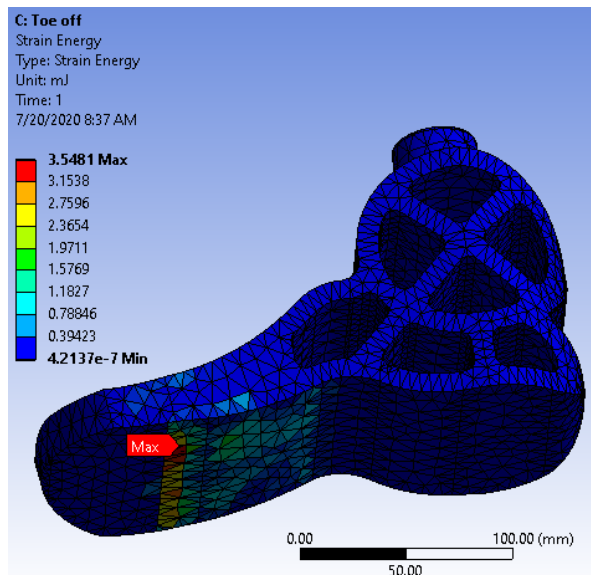 C: Toe off
Strain Energy
Type: Strain Energy
Unit: mJ
Time: 1
7/20/2020 8:37 AM
3.5481 Max
3.1538
2.7596
2.3654
1.9711
1.5769
1.1827
0.78846
0.39423
4.2137e-7 Min
Max
0.00
100.00 (mm)
50.00